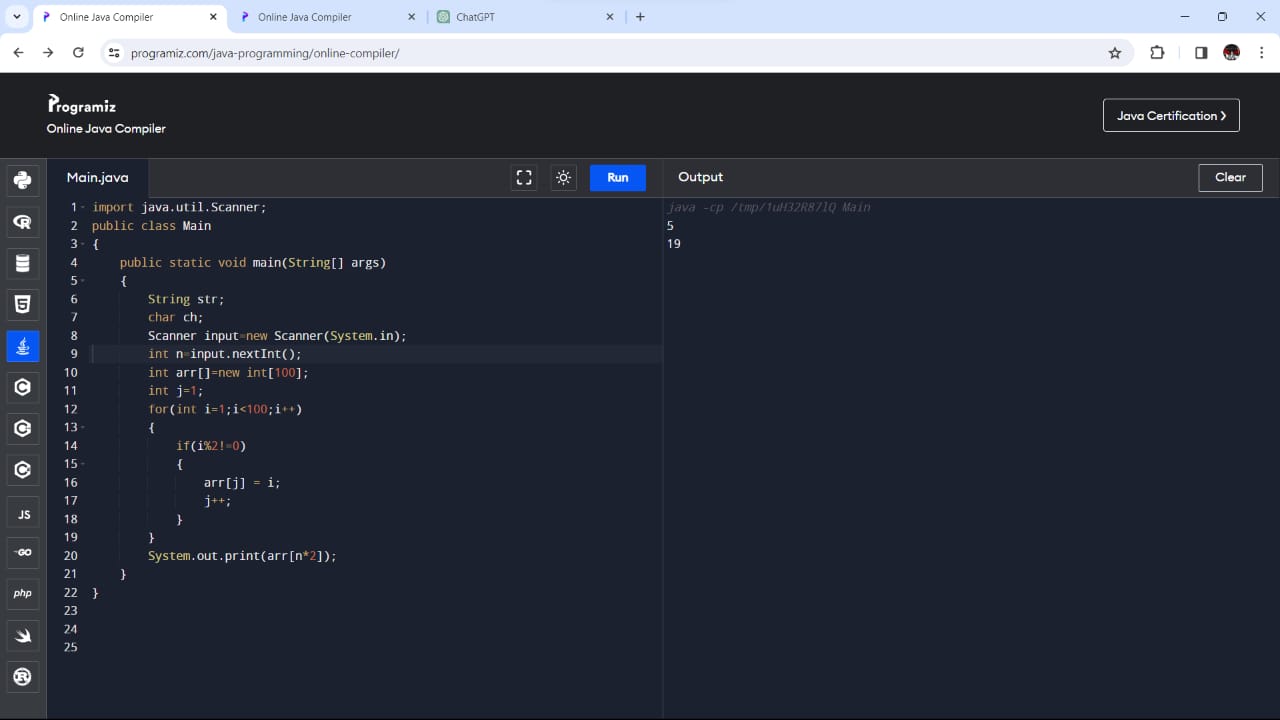 Online Java Compiler
Online Java Compiler
ChatGPT
programiz.com/java-programming/online-compiler/
Programiz
Online Java Compiler
Java Certification ❯
Main.java
Run
Output
Clear
1 import java.util.Scanner;
2 public class Main
3 {
4 public static void main(String[] args)
5 {
6 String str;
7 char ch;
8 Scanner input=new Scanner(System.in);
9 int n=input.nextInt();
10 int arr[]=new int[100];
11 int j=1;
12 for(int i=1;i<100;i++)
13 {
14 if(i%2!=0)
15 {
16 arr[j] = i;
17 j++;
18 }
19 }
20 System.out.print(arr[n*2]);
21 }
22 }
23
24
25
java -cp /tmp/1uH32R87lQ Main
5
19
JS
GO
php